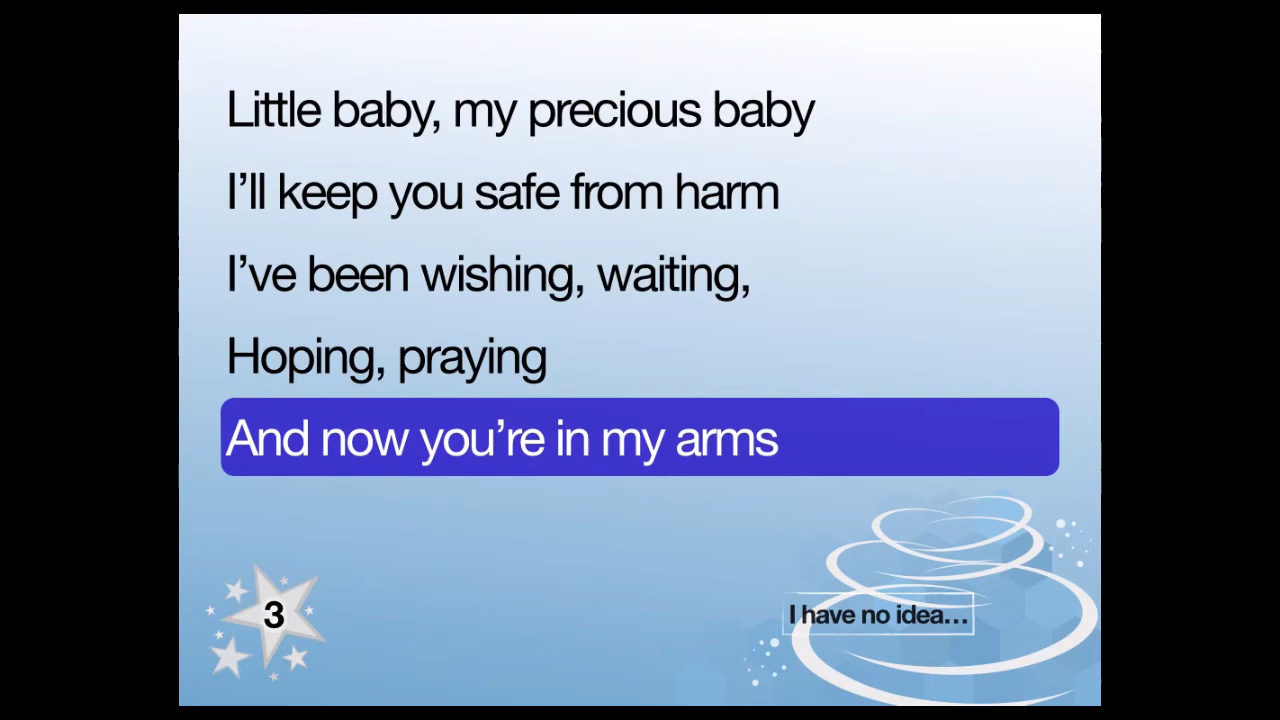 Little baby, my precious baby
I’ll keep you safe from harm
I’ve been wishing, waiting,
Hoping, praying
And now you’re in my arms
3
I have no idea…